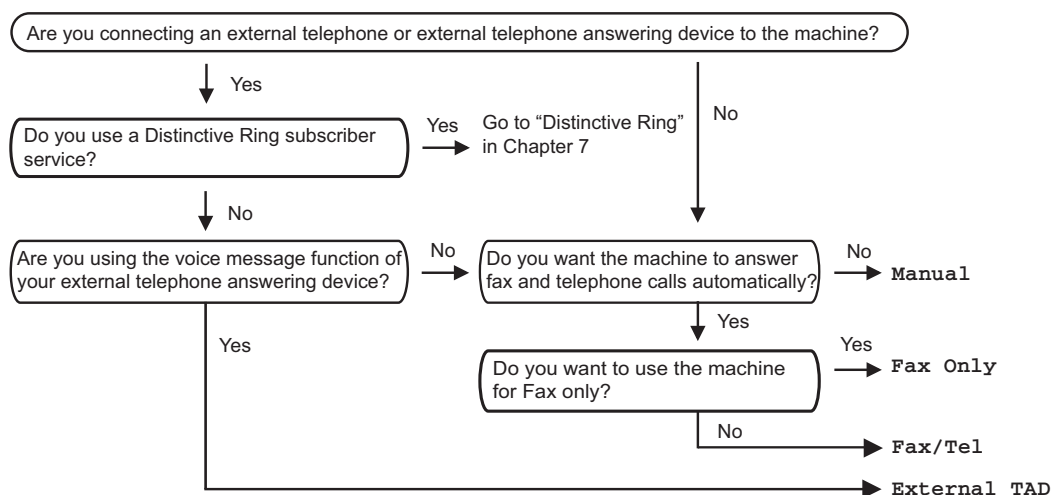 Are you connecting an external telephone or external telephone answering device to the machine?
Yes
No
Do you use a Distinctive Ring subscriber
service?
Yes
Go to “Distinctive Ring”
in Chapter 7
No
Are you using the voice message function of
your external telephone answering device?
No
Do you want the machine to answer
fax and telephone calls automatically?
No
Manual
Yes
Yes
Do you want to use the machine
for Fax only?
Yes
Fax Only
No
Fax/Tel
External TAD